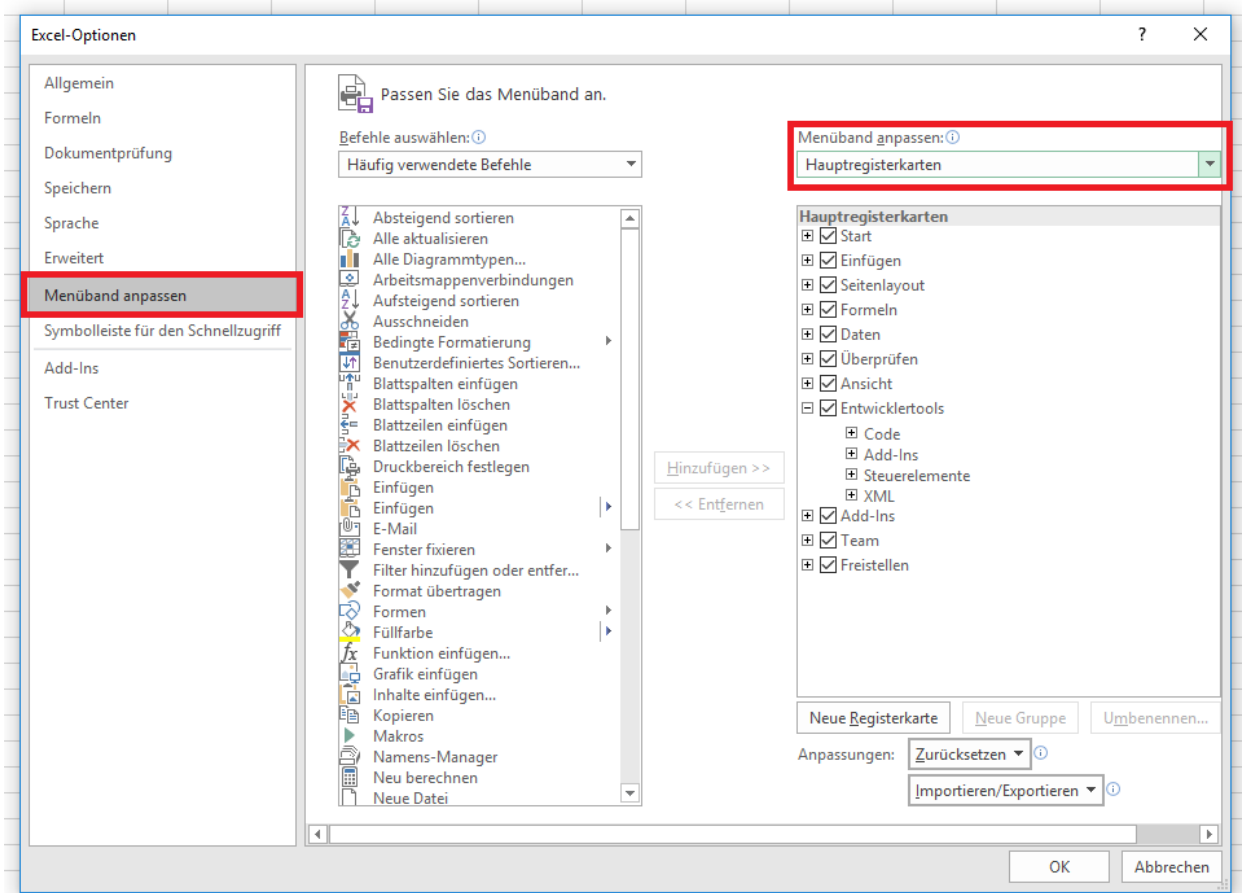 Excel-Optionen
?
Allgemein
Formeln
Dokumentprüfung
Speichern
Sprache
Erweitert
Menüband anpassen
Symbolleiste für den Schnellzugriff
Add-Ins
Trust Center
Passen Sie das Menüband an.
Befehle auswählen:
Häufig verwendete Befehle
Absteigend sortieren
Alle aktualisieren
Alle Diagrammtypen...
Arbeitsmappenverbindungen
Aufsteigend sortieren
Ausschneiden
Bedingte Formatierung
Benutzerdefiniertes Sortieren...
Blattspalten einfügen
Blattspalten löschen
Blattzeilen einfügen
Blattzeilen löschen
Druckbereich festlegen
Einfügen
Einfügen
E-Mail
Fenster fixieren
Filter hinzufügen oder entfer...
Format übertragen
Formen
Füllfarbe
Funktion einfügen...
Grafik einfügen
Inhalte einfügen...
Kopieren
Makros
Namens-Manager
Neu berechnen
Neue Datei
Hinzufügen >>
<< Entfernen
Menüband anpassen:
Hauptregisterkarten
Hauptregisterkarten
Start
Einfügen
Seitenlayout
Formeln
Daten
Überprüfen
Ansicht
Entwicklertools
Code
Add-Ins
Steuerelemente
XML
Add-Ins
Team
Freistellen
Neue Registerkarte
Neue Gruppe
Umbenennen...
Anpassungen:
Zurücksetzen
Importieren/Exportieren
OK
Abbrechen